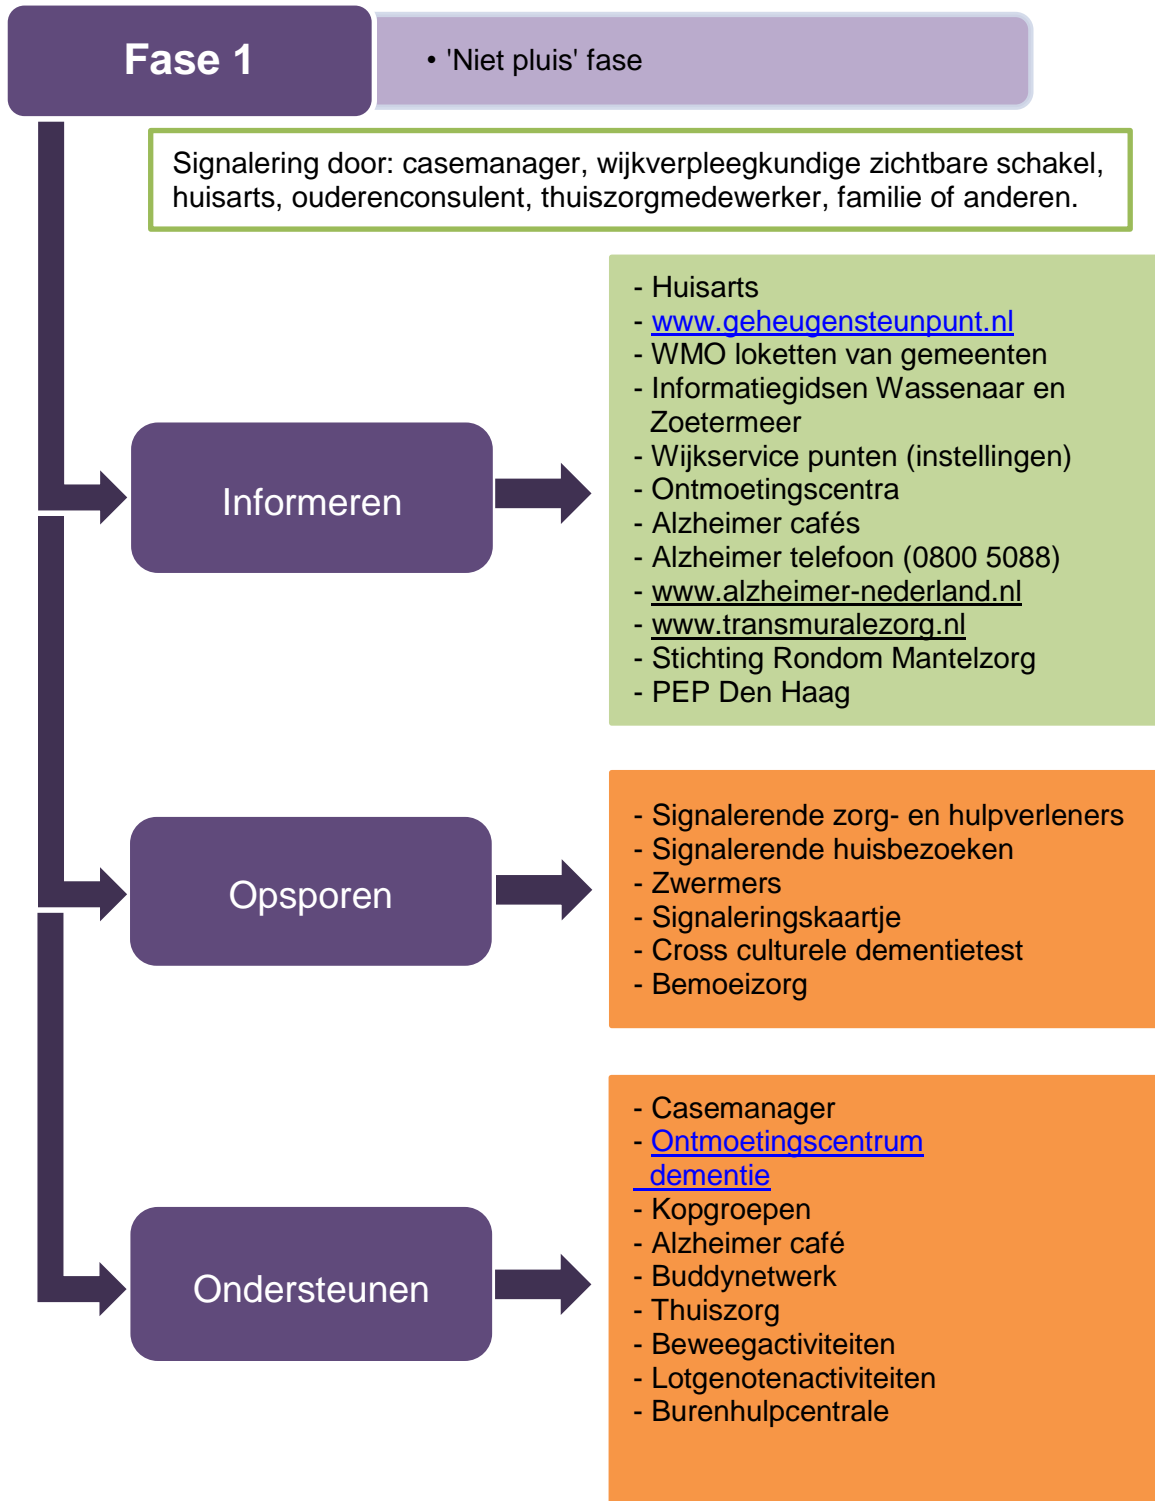 Fase 1
• 'Niet pluis' fase
Signalering door: casemanager, wijkverpleegkundige zichtbare schakel,
huisarts, ouderenconsulent, thuiszorgmedewerker, familie of anderen.
Informeren
- Huisarts
- www.geheugensteunpunt.nl
- WMO loketten van gemeenten
- Informatiegidsen Wassenaar en
Zoetermeer
- Wijkservice punten (instellingen)
- Ontmoetingscentra
- Alzheimer cafés
- Alzheimer telefoon (0800 5088)
- www.alzheimer-nederland.nl
- www.transmuralezorg.nl
- Stichting Rondom Mantelzorg
- PEP Den Haag
Opsporen
- Signalerende zorg- en hulpverleners
- Signalerende huisbezoeken
- Zwermers
- Signaleringskaartje
- Cross culturele dementietest
- Bemoeizorg
Ondersteunen
- Casemanager
- Ontmoetingscentrum
dementie
- Kopgroepen
- Alzheimer café
- Buddynetwerk
- Thuiszorg
- Beweegactiviteiten
- Lotgenotenactiviteiten
- Burenhulpcentrale